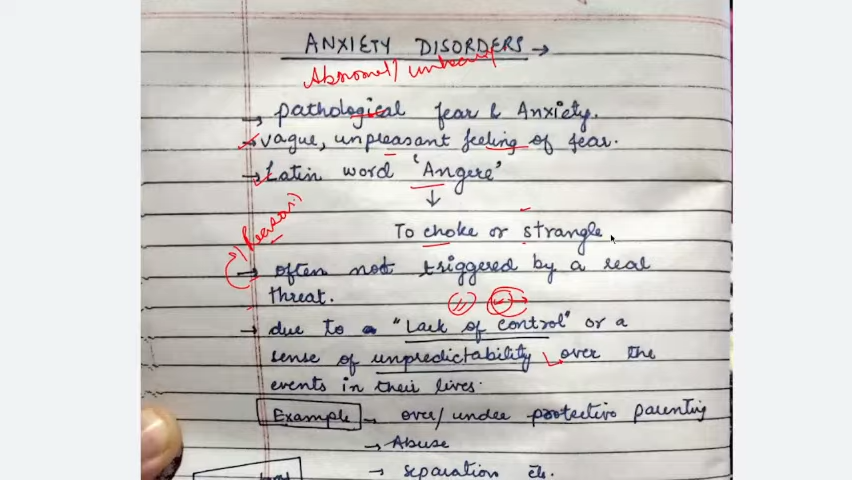 ANXIETY DISORDERS →
Abnormal/ unhealthy
→ pathological fear & Anxiety.
→ vague, unpleasant feeling of fear.
→ Latin word 'Angere'
↓
To choke or strangle
Reason:
→ often not triggered by a real
threat.
→ due to a "Lack of control" or a
sense of unpredictability over the
events in their lives.
Example → over/under protective parenting
→ Abuse
→ separation etc.